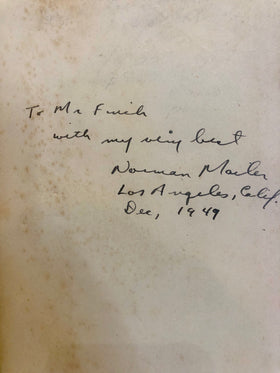 To Mr Finch
with my very best
Norman Mailer
Los Angeles, Calif.
Dec, 1949